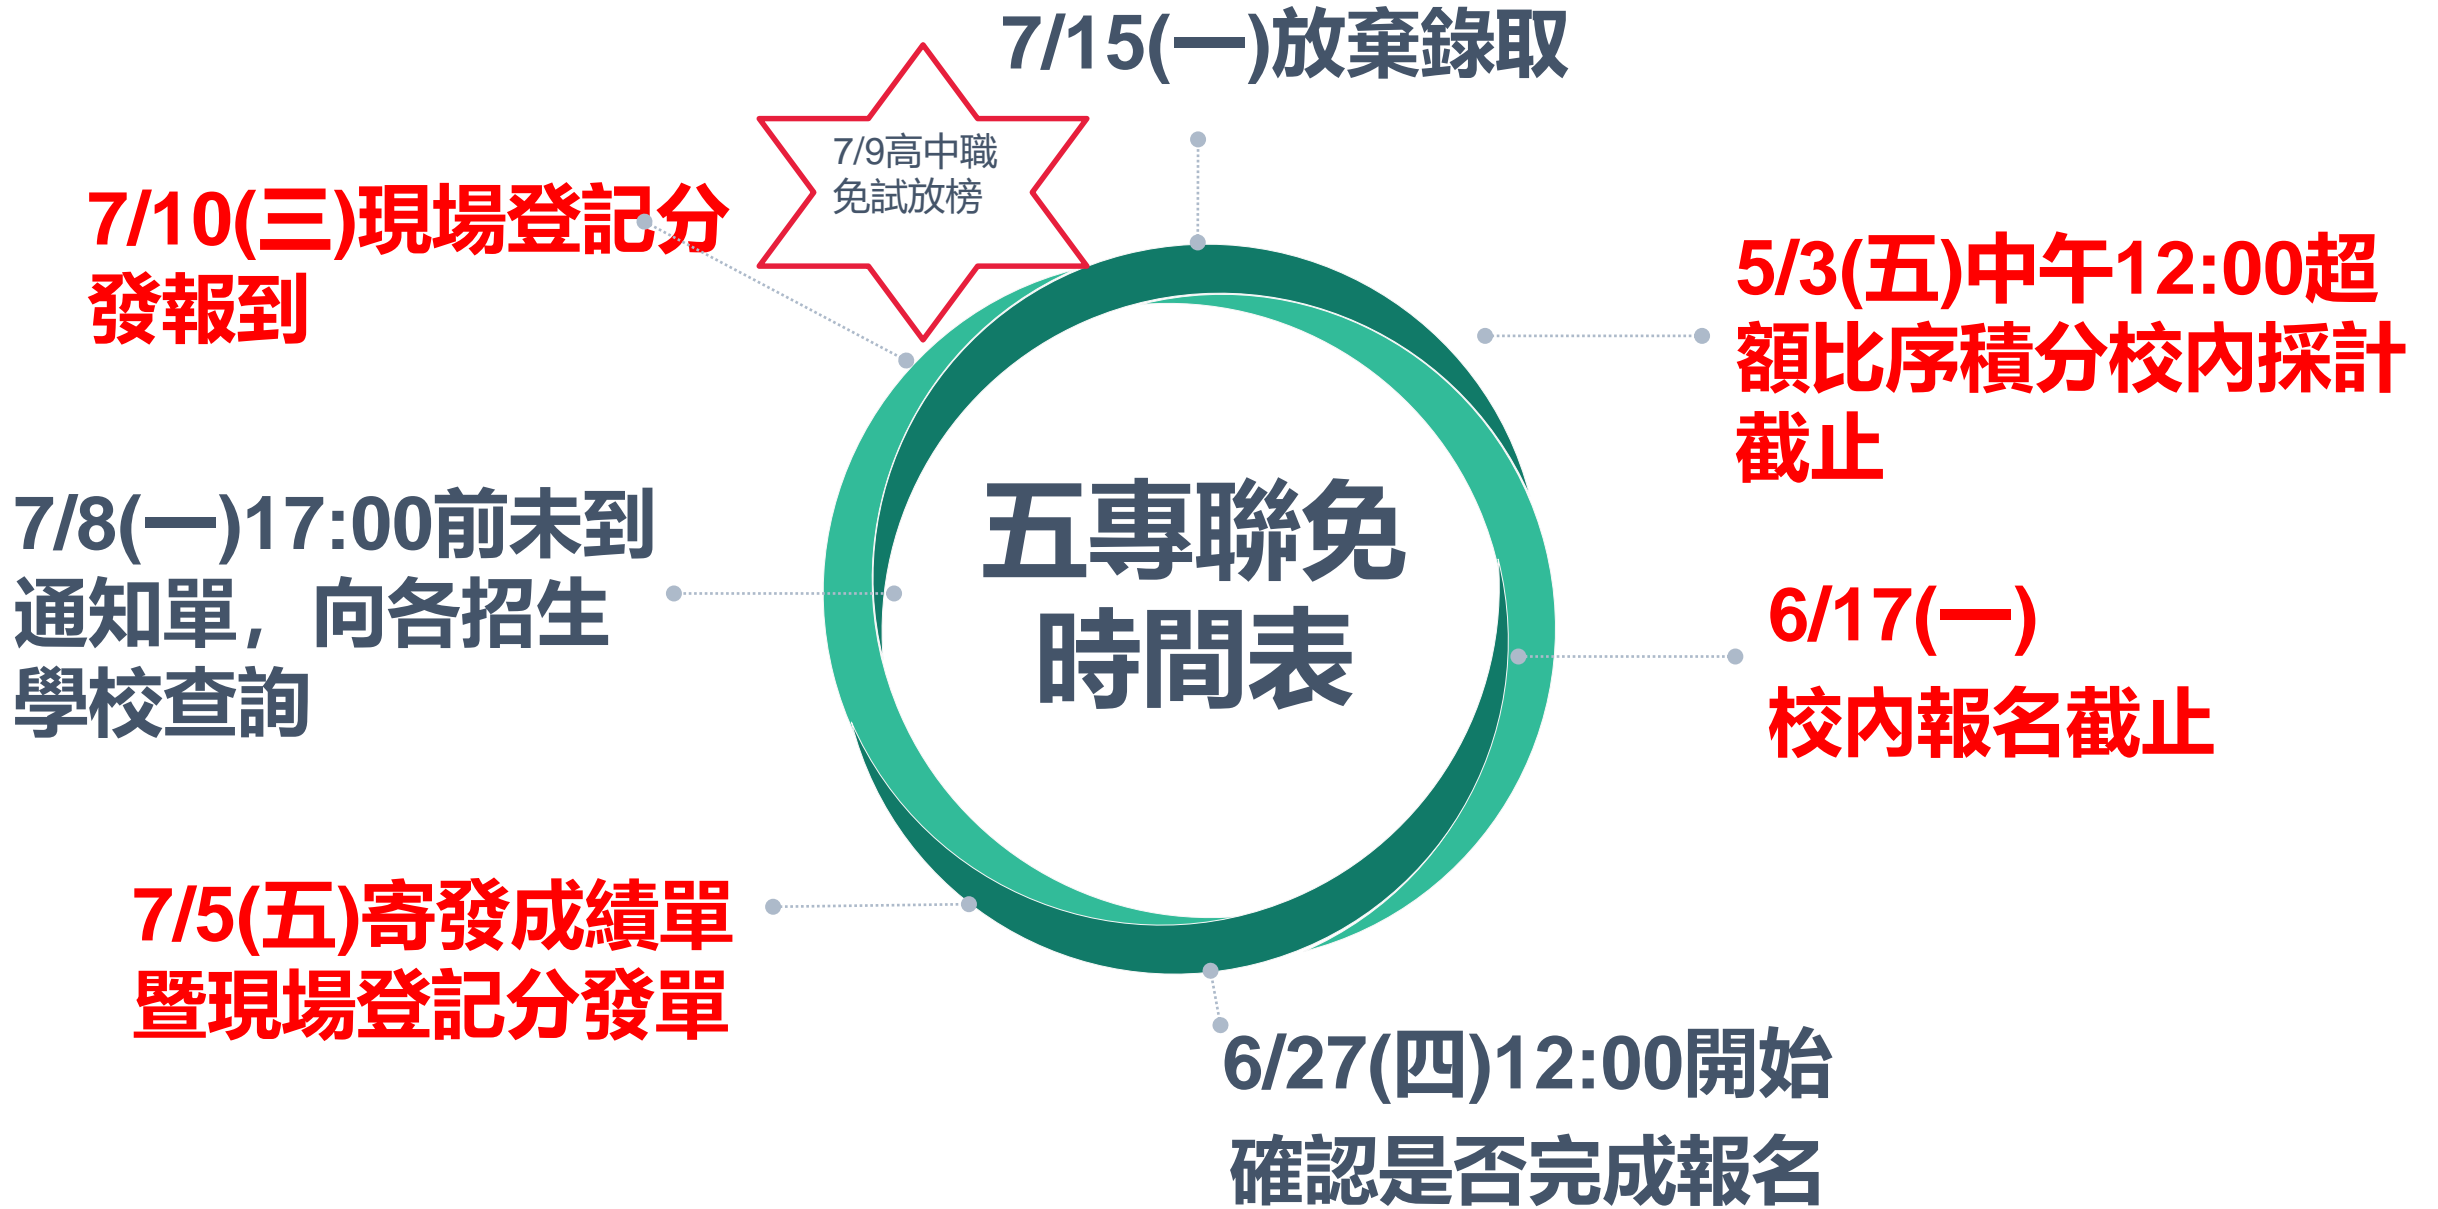 7/15(一)放棄錄取
7/9高中職
免試放榜
7/10(三)現場登記分
發報到
5/3(五)中午12:00超
額比序積分校內採計
截止
五專聯免
時間表
7/8(一)17:00前未到
通知單，向各招生
學校查詢
6/17(一)
校內報名截止
7/5(五)寄發成績單
暨現場登記分發單
6/27(四)12:00開始
確認是否完成報名